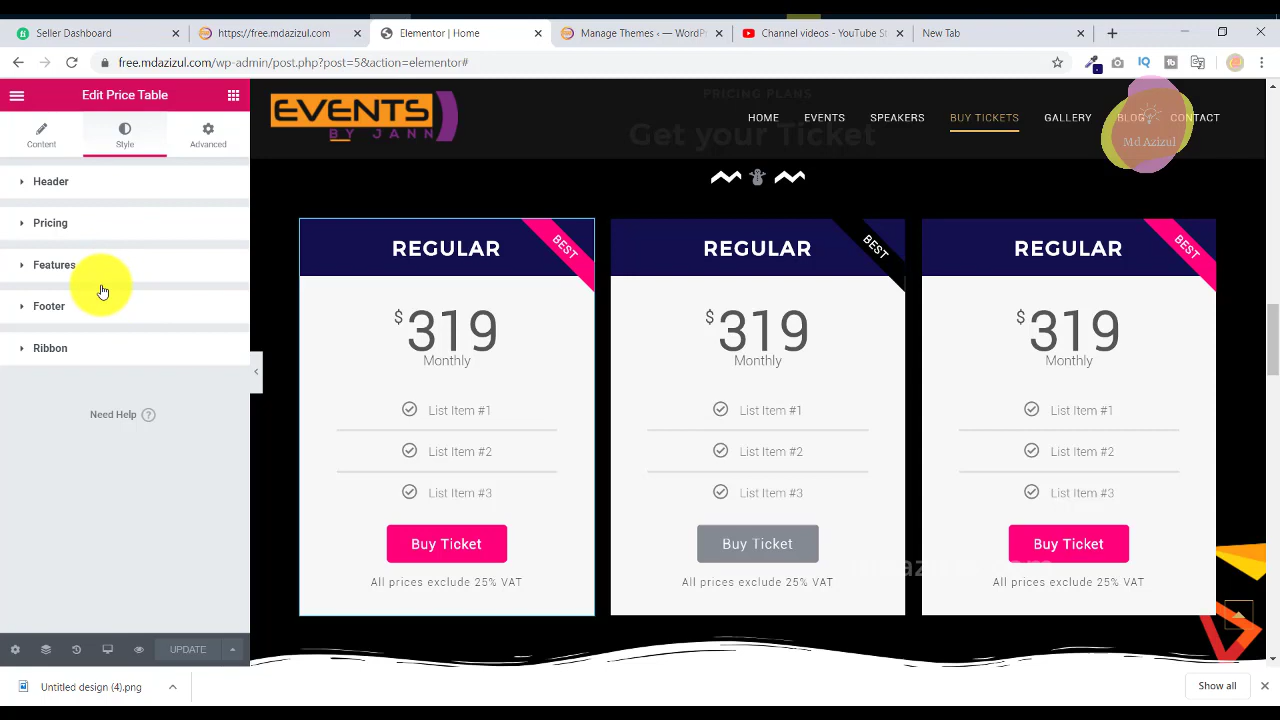 Seller Dashboard
https://free.mdazizul.com
Elementor | Home
Manage Themes ‹ — WordP
Channel videos - YouTube St
New Tab
free.mdazizul.com/wp-admin/post.php?post=5&action=elementor#
Edit Price Table
Content
Style
Advanced
Header
Pricing
Features
Footer
Ribbon
Need Help ?
UPDATE
EVENTS
BY JANN
HOME
EVENTS
SPEAKERS
BUY TICKETS
GALLERY
BLOG
CONTACT
Md Azizul
PRICING PLANS
Get your Ticket
REGULAR
BEST
$319
Monthly
List Item #1
List Item #2
List Item #3
Buy Ticket
All prices exclude 25% VAT
REGULAR
BEST
$319
Monthly
List Item #1
List Item #2
List Item #3
Buy Ticket
All prices exclude 25% VAT
REGULAR
BEST
$319
Monthly
List Item #1
List Item #2
List Item #3
Buy Ticket
All prices exclude 25% VAT
mdazizul.com
Untitled design (4).png
Show all